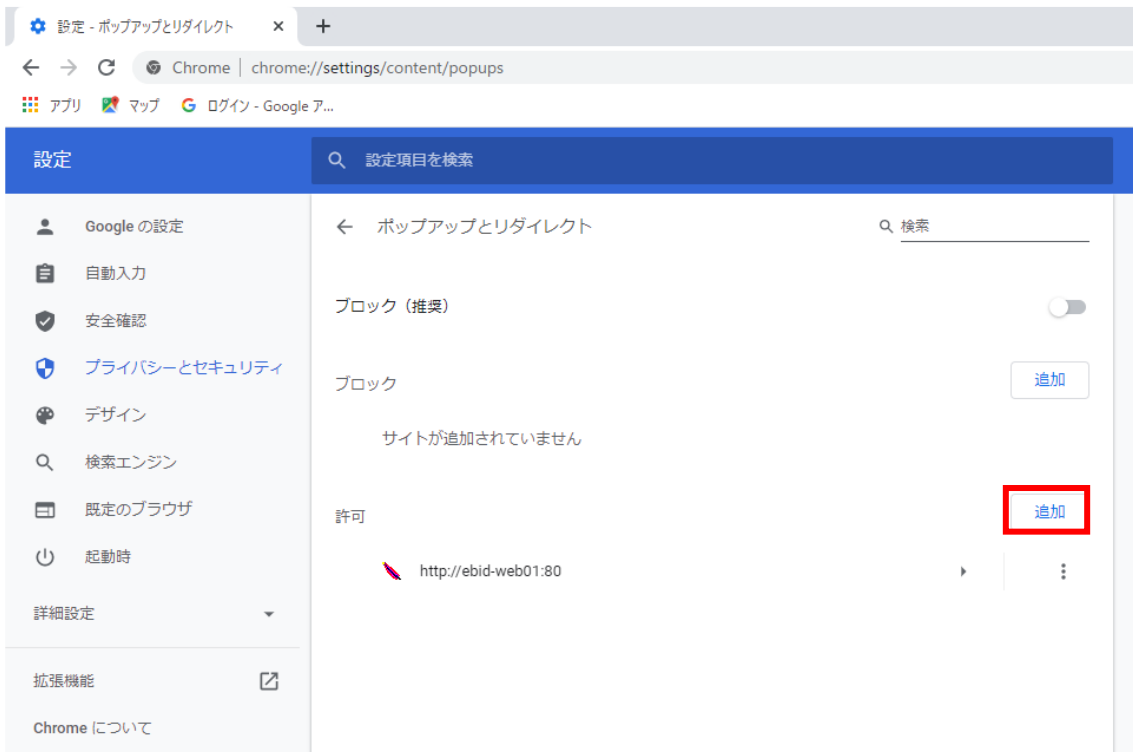 設定 - ポップアップとリダイレクト
Chrome | chrome://settings/content/popups
アプリ マップ G ログイン - Google ア...
設定
設定項目を検索
Google の設定
自動入力
安全確認
プライバシーとセキュリティ
デザイン
検索エンジン
既定のブラウザ
起動時
詳細設定
拡張機能
Chrome について
ポップアップとリダイレクト
検索
ブロック（推奨）
ブロック
追加
サイトが追加されていません
許可
追加
http://ebid-web01:80